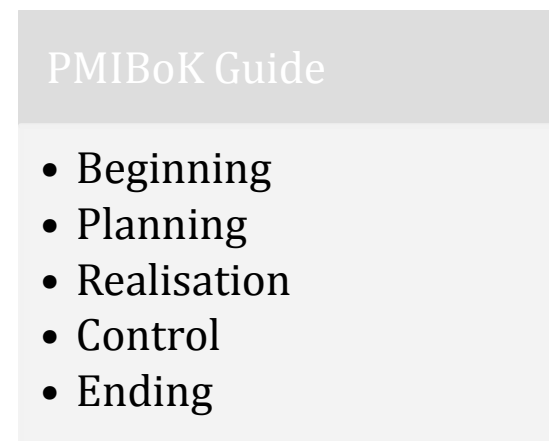 PMIBoK Guide
• Beginning
• Planning
• Realisation
• Control
• Ending